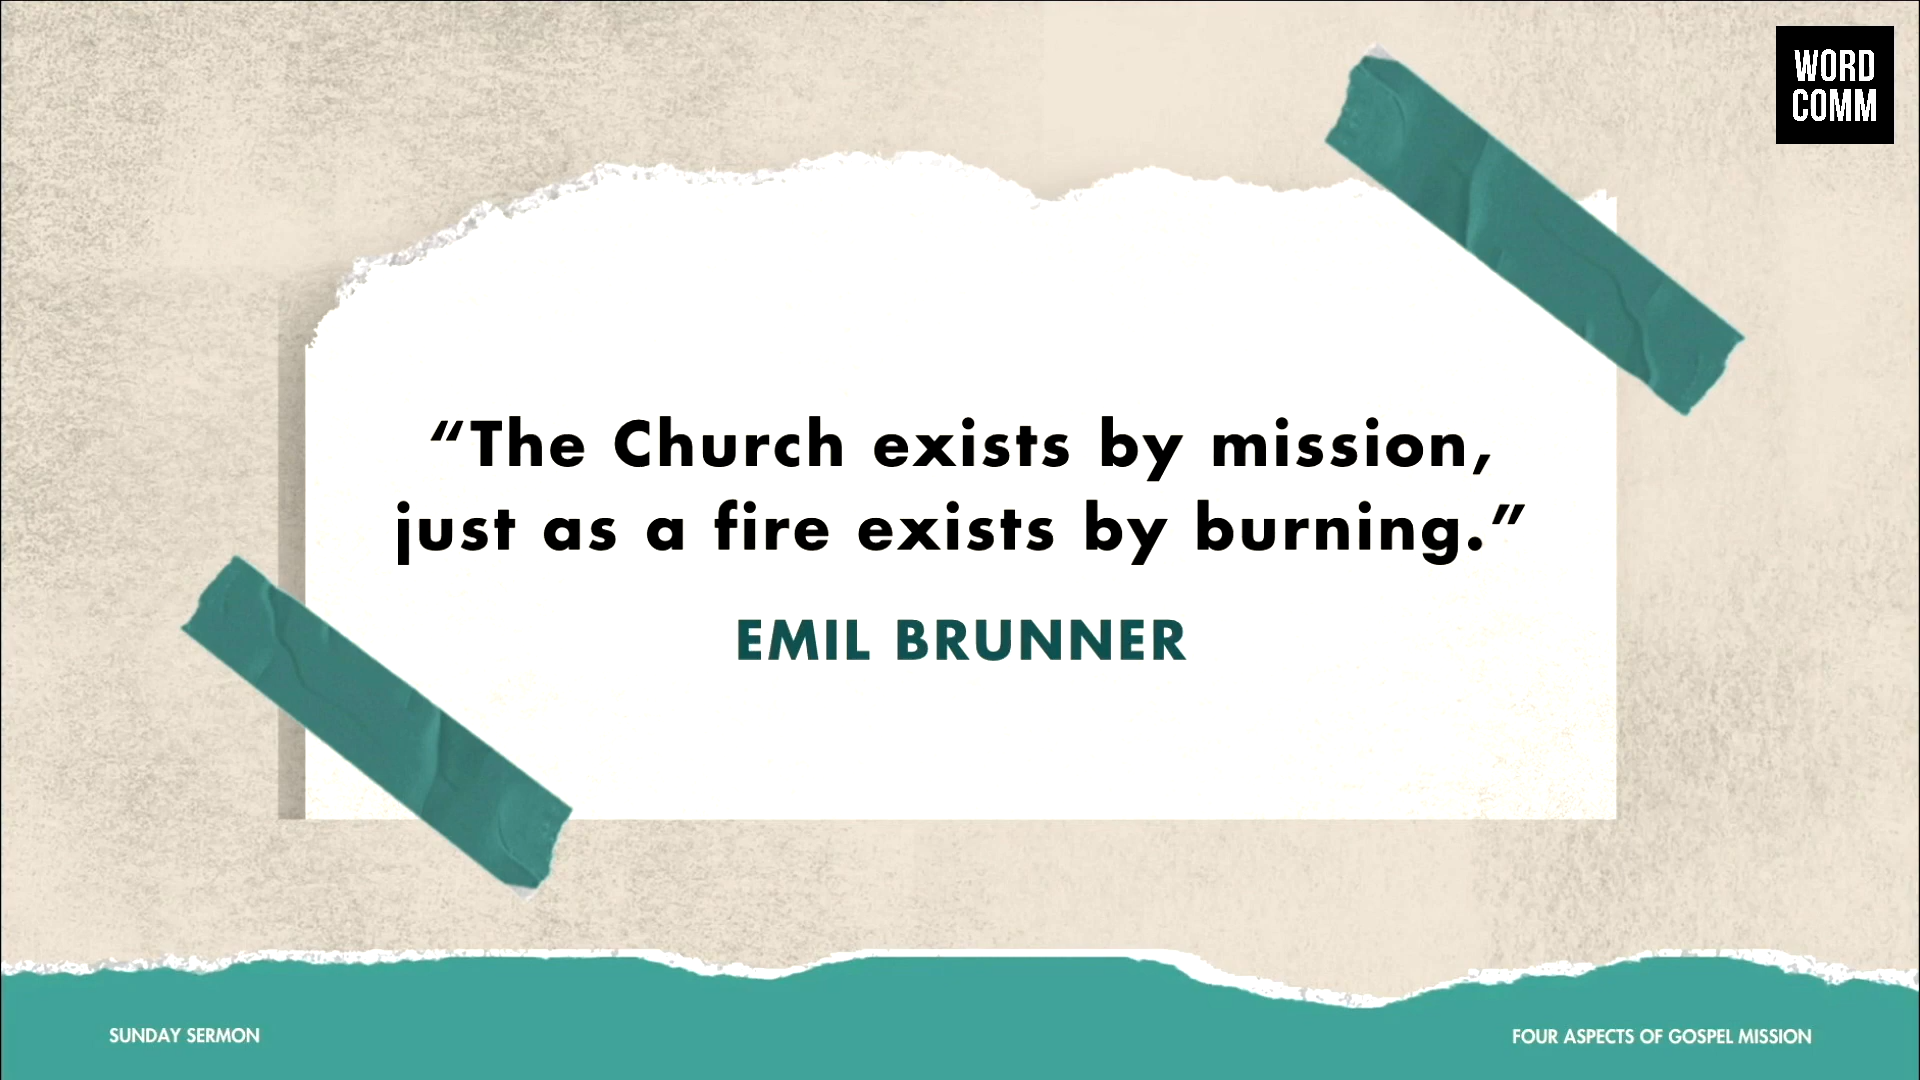 WORD
COMM
“The Church exists by mission,
just as a fire exists by burning.”
EMIL BRUNNER
SUNDAY SERMON
FOUR ASPECTS OF GOSPEL MISSION